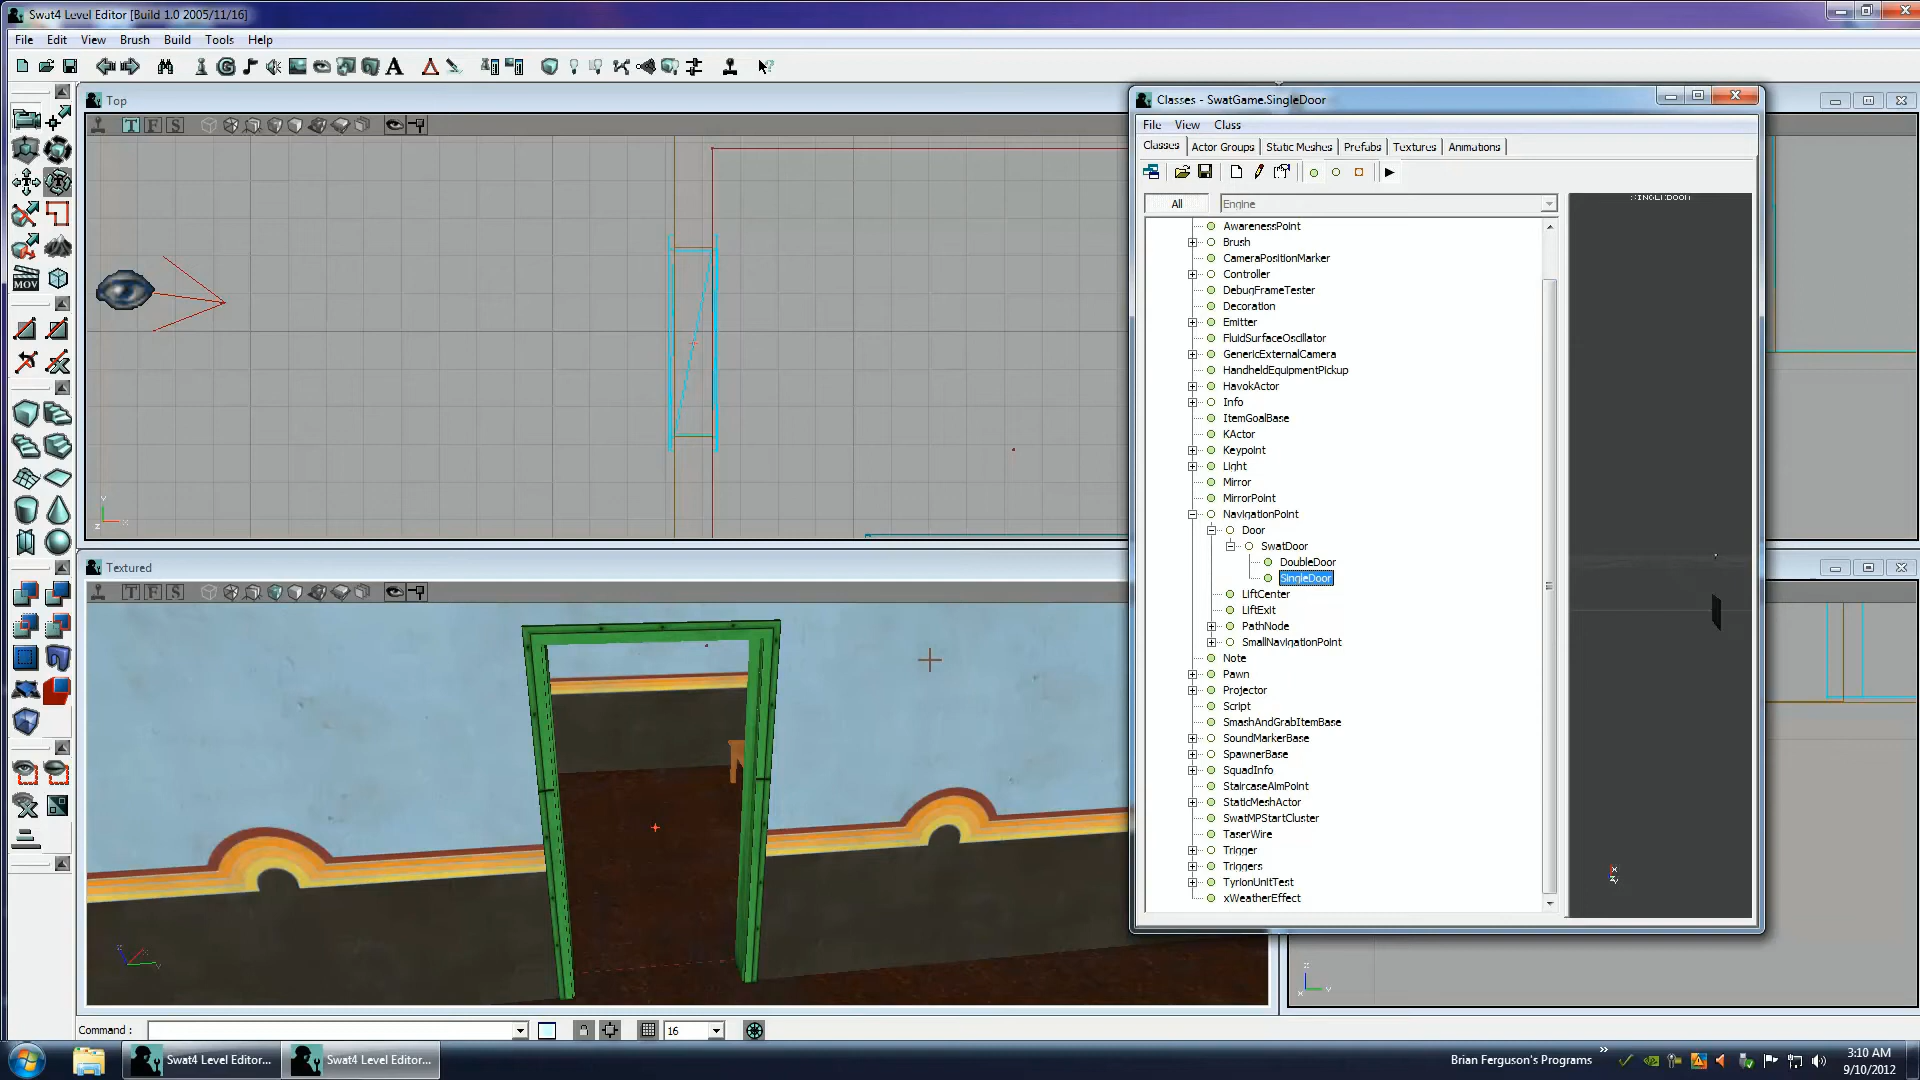 Swat4 Level Editor [Build 1.0 2005/11/16]
File Edit View Brush Build Tools Help
Top
T F S
Classes - SwatGame.SingleDoor
File View Class
Classes Actor Groups Static Meshes Prefabs Textures Animations
All Engine
AwarenessPoint
Brush
CameraPositionMarker
Controller
DebugFrameTester
Decoration
Emitter
FluidSurfaceOscillator
GenericExternalCamera
HandheldEquipmentPickup
HavokActor
Info
ItemGoalBase
KActor
Keypoint
Light
Mirror
MirrorPoint
NavigationPoint
Door
SwatDoor
DoubleDoor
SingleDoor
LiftCenter
LiftExit
PathNode
SmallNavigationPoint
Note
Pawn
Projector
Script
SmashAndGrabItemBase
SoundMarkerBase
SpawnerBase
SquadInfo
StaircaseAimPoint
StaticMeshActor
SwatMPStartCluster
TaserWire
Trigger
Triggers
TyrionUnitTest
xWeatherEffect
MOV
Textured
T F S
Command :
16
Swat4 Level Editor...
Swat4 Level Editor...
Brian Ferguson's Programs
3:10 AM
9/10/2012